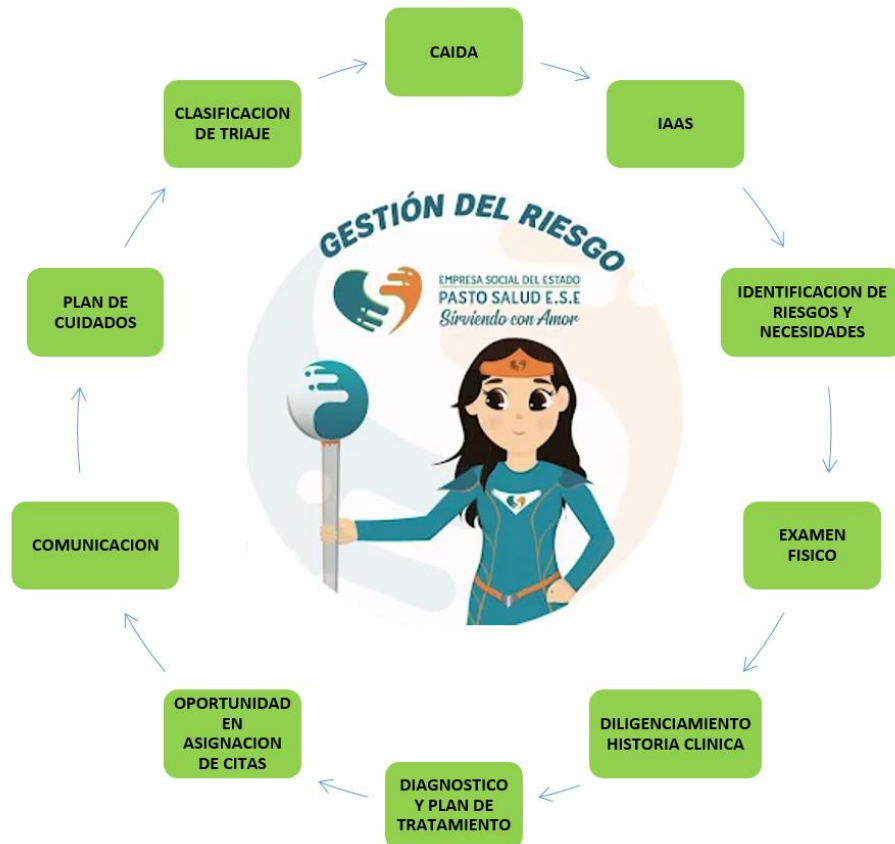 CAIDA
IAAS
IDENTIFICACION DE
RIESGOS Y
NECESIDADES
EXAMEN
FISICO
DILIGENCIAMIENTO
HISTORIA CLINICA
DIAGNOSTICO
Y PLAN DE
TRATAMIENTO
OPORTUNIDAD
EN
ASIGNACION
DE CITAS
COMUNICACION
PLAN DE
CUIDADOS
CLASIFICACION
DE TRIAJE
GESTIÓN DEL RIESGO
EMPRESA SOCIAL DEL ESTADO
PASTO SALUD E.S.E
Sirviendo con Amor